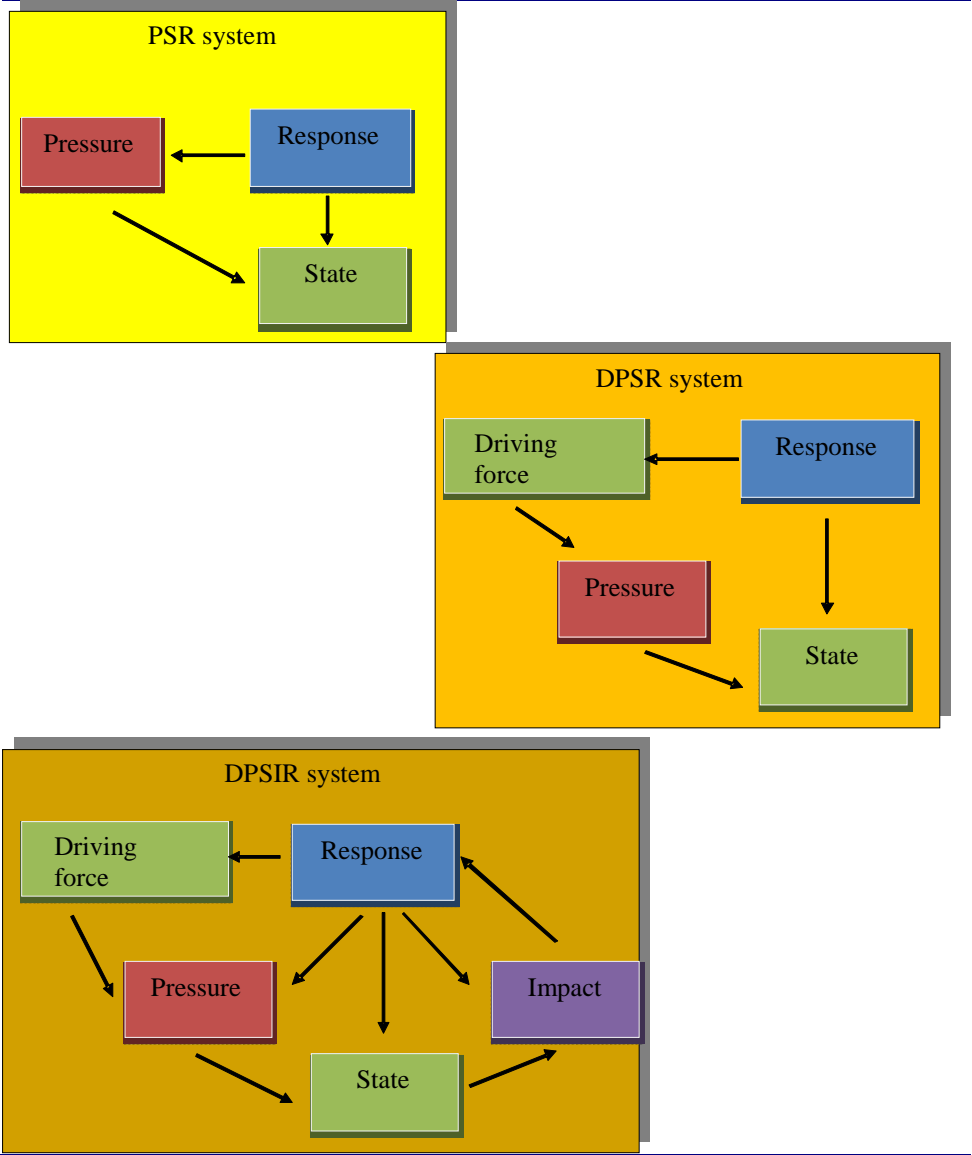 PSR system
Pressure
Response
State
DPSR system
Driving
force
Response
Pressure
State
DPSIR system
Driving
force
Response
Pressure
Impact
State